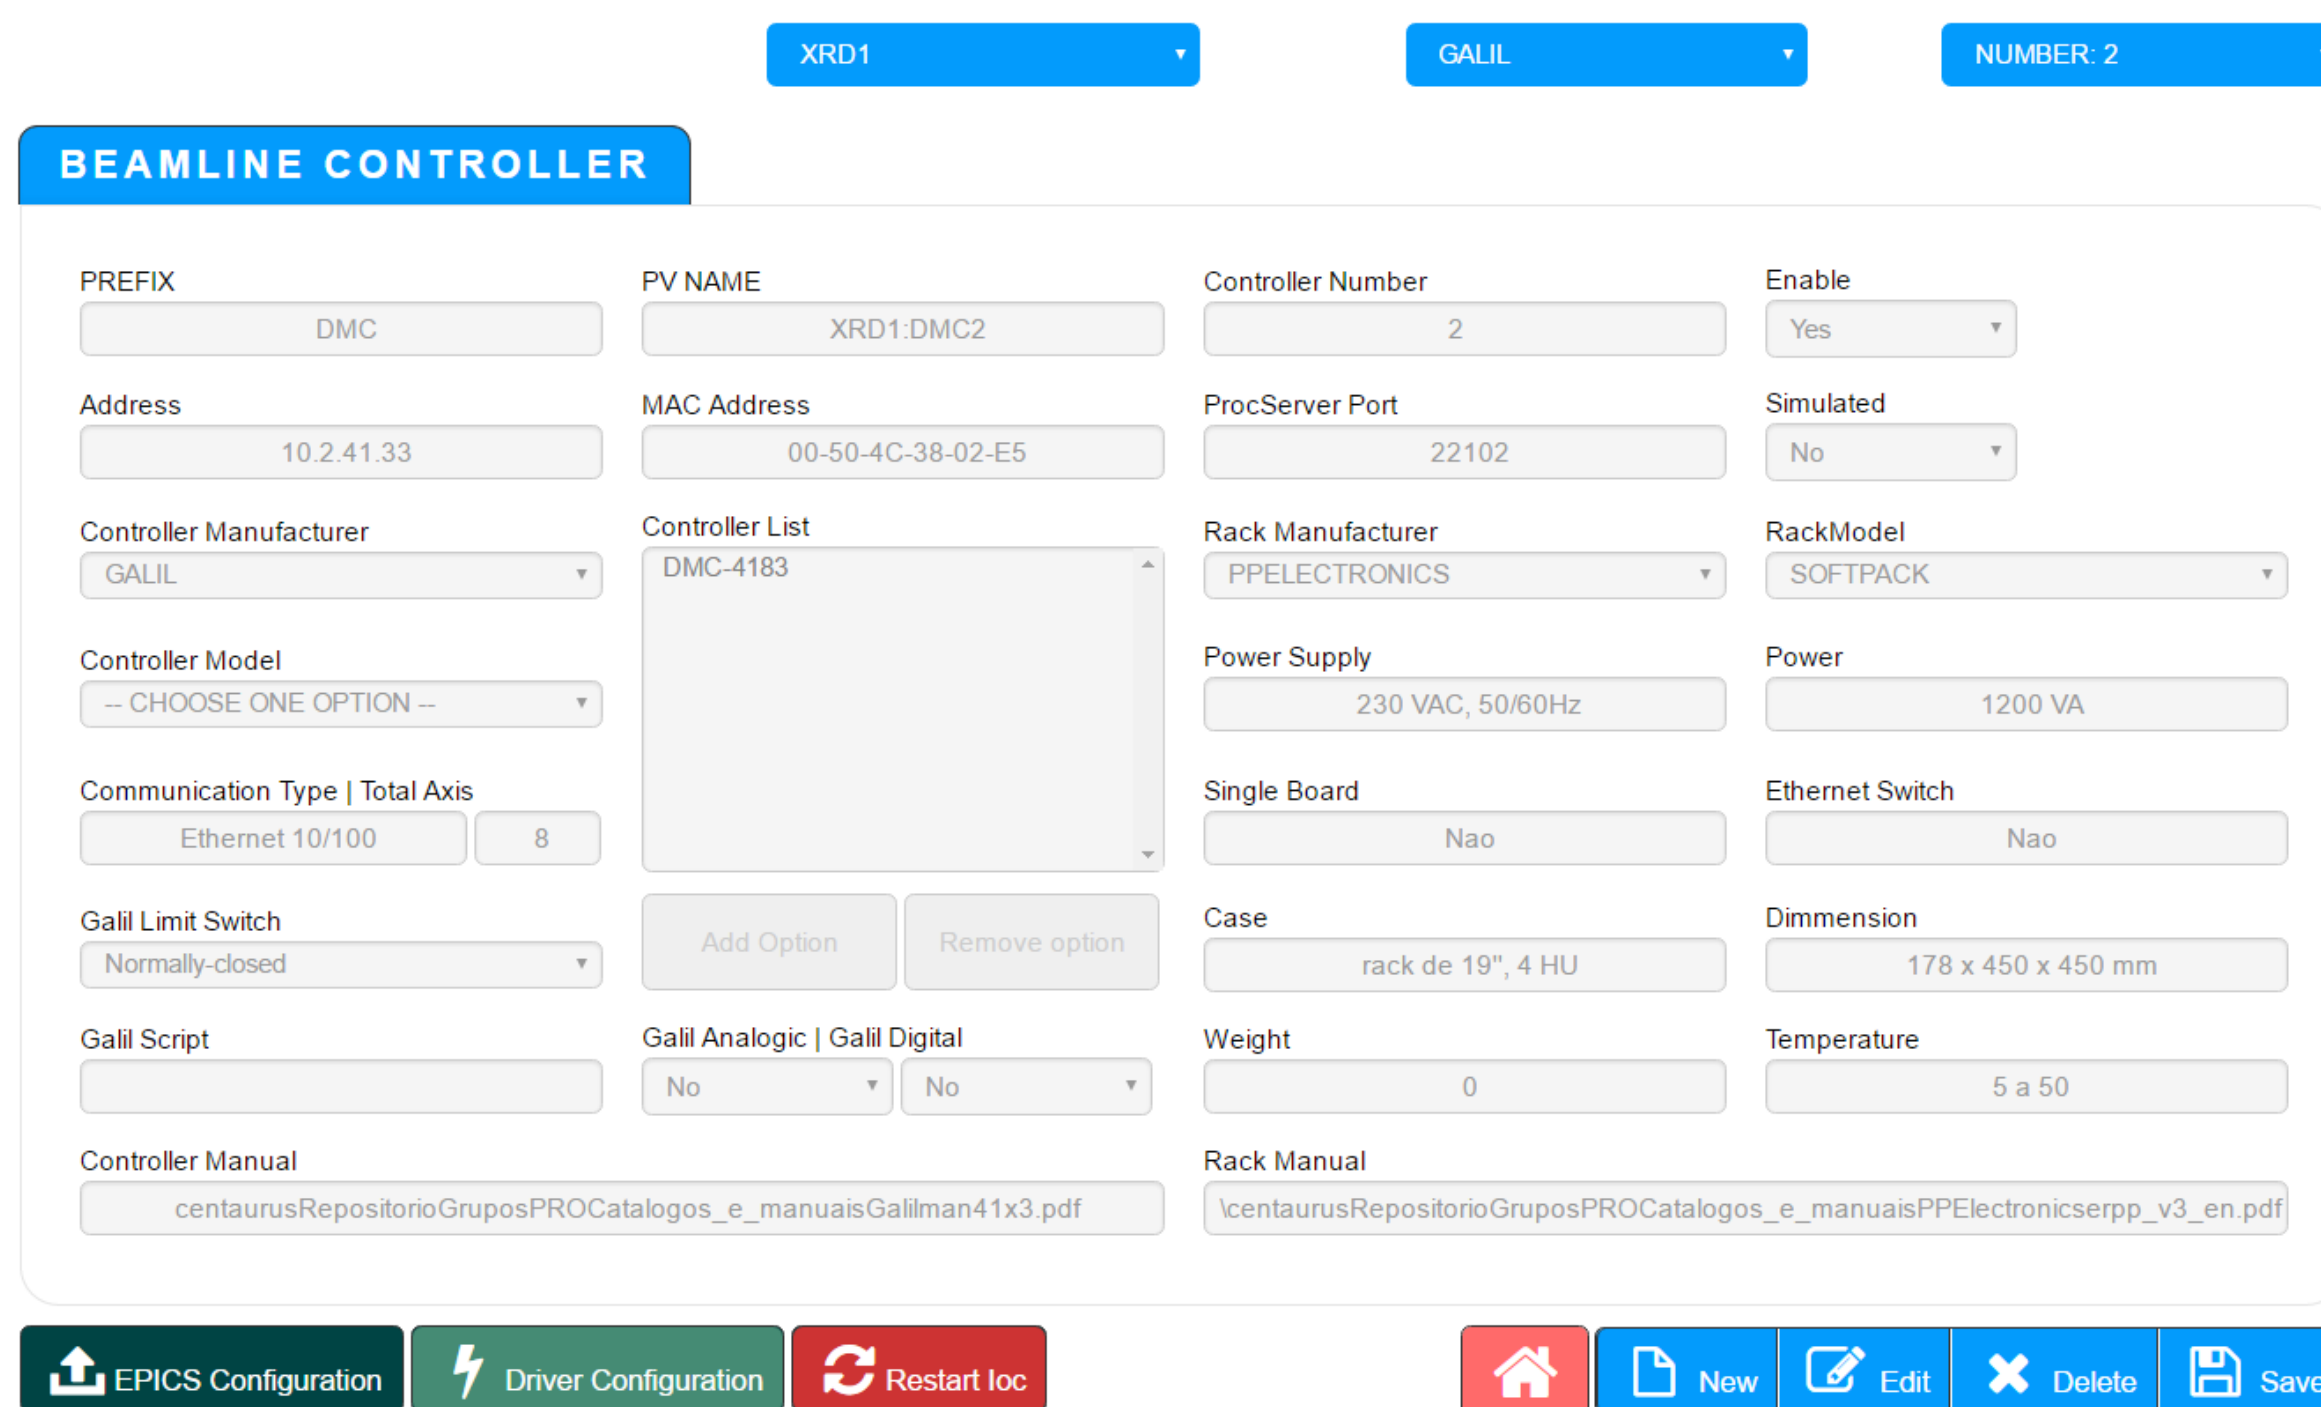 XRD1 GALIL NUMBER: 2
BEAMLINE CONTROLLER
PREFIX PV NAME Controller Number Enable
DMC XRD1:DMC2 2 Yes
Address MAC Address ProcServer Port Simulated
10.2.41.33 00-50-4C-38-02-E5 22102 No
Controller Manufacturer Controller List Rack Manufacturer RackModel
GALIL DMC-4183 PPELECTRONICS SOFTPACK
Controller Model Power Supply Power
-- CHOOSE ONE OPTION -- 230 VAC, 50/60Hz 1200 VA
Communication Type | Total Axis Single Board Ethernet Switch
Ethernet 10/100 8 Nao Nao
Galil Limit Switch Case Dimmension
Normally-closed Add Option Remove option rack de 19", 4 HU 178 x 450 x 450 mm
Galil Script Galil Analogic | Galil Digital Weight Temperature
No No 0 5 a 50
Controller Manual Rack Manual
centaurusRepositorioGruposPROCatalogos_e_manuaisGalilman41x3.pdf \centaurusRepositorioGruposPROCatalogos_e_manuaisPPElectronicserpp_v3_en.pdf
EPICS Configuration Driver Configuration Restart Ioc New Edit Delete Save